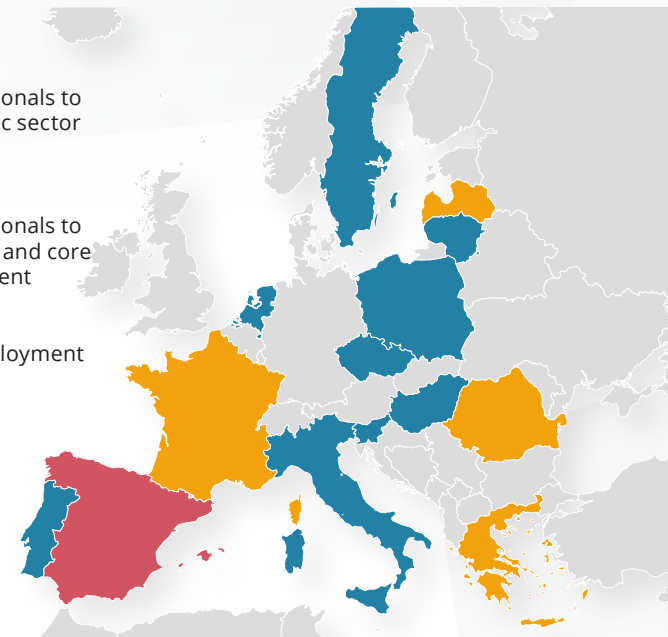 onals to
c sector
onals to
and core
ent
loyment